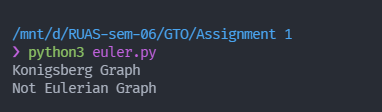 /mnt/d/RUAS-sem-06/GTO/Assignment 1
❯ python3 euler.py
Konigsberg Graph
Not Eulerian Graph